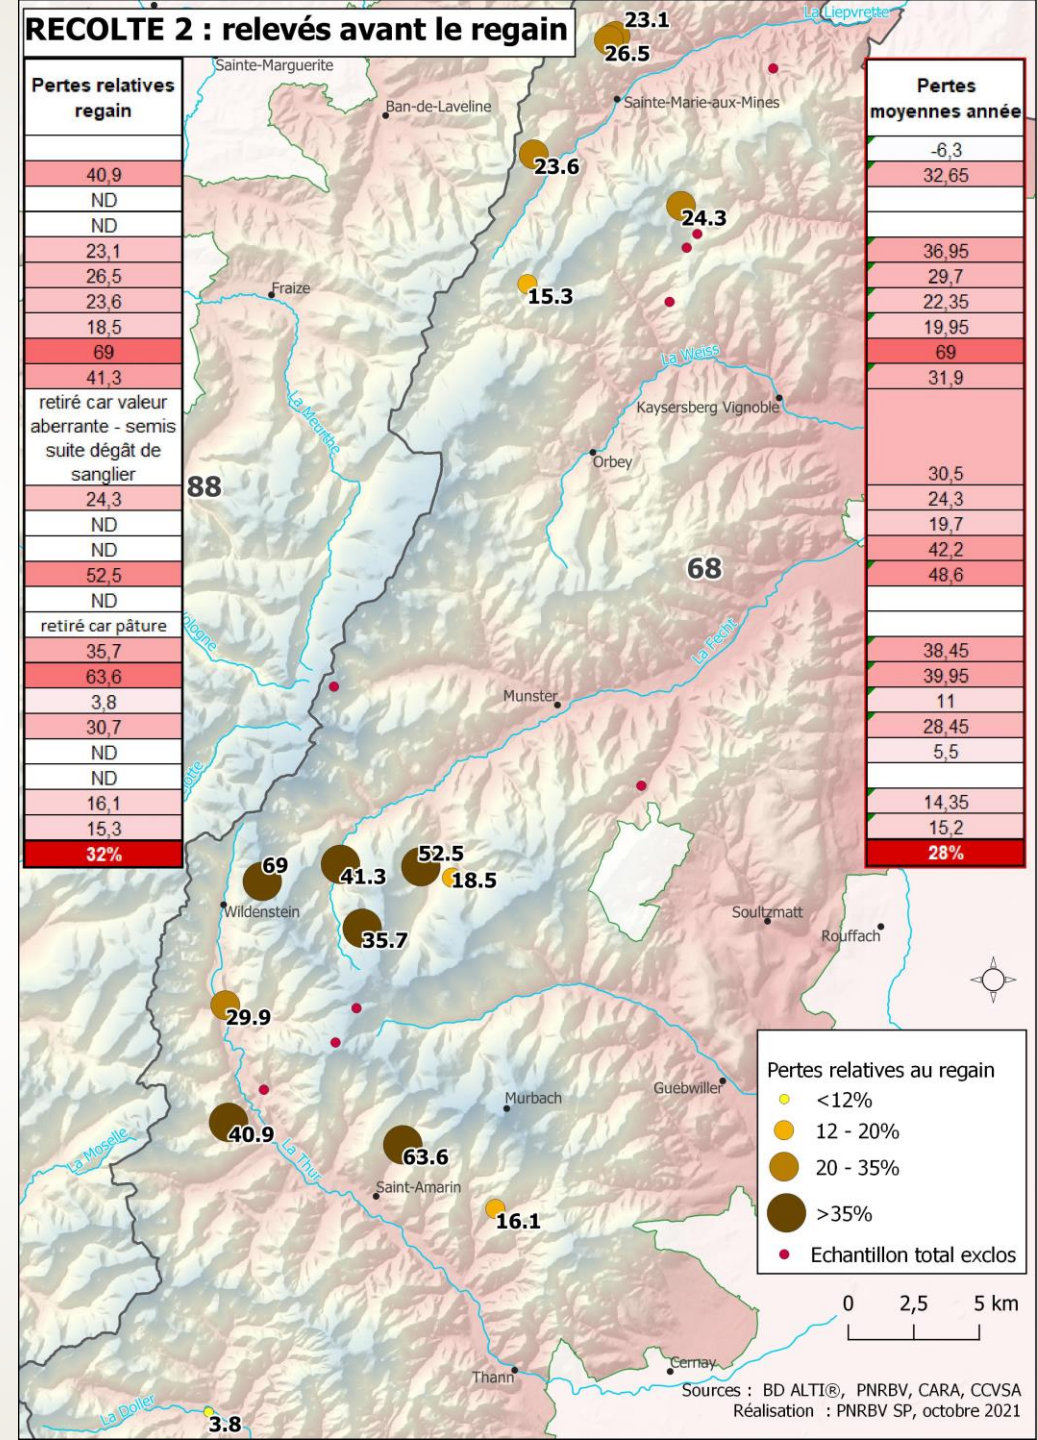 RECOLTE 2 : relevés avant le regain
Pertes relatives
regain
40,9
ND
ND
23,1
26,5
23,6
18,5
69
41,3
retiré car valeur
aberrante - semis
suite dégât de
sanglier
24,3
ND
ND
52,5
ND
retiré car pâture
35,7
63,6
3,8
30,7
ND
ND
16,1
15,3
32%
Pertes
moyennes année
-6,3
32,65
36,95
29,7
22,35
19,95
69
31,9
30,5
24,3
19,7
42,2
48,6
38,45
39,95
11
28,45
5,5
14,35
15,2
28%
La Liepvrette
23.1
26.5
Sainte-Marguerite
Ban-de-Laveline
Sainte-Marie-aux-Mines
23.6
24.3
Fraize
15.3
La Weiss
La Meurthe
Kaysersberg Vignoble
Orbey
88
68
La Fecht
Vologne
Munster
otte
52.5
69
41.3
18.5
Wildenstein
35.7
Soultzmatt
Rouffach
29.9
Guebwiller
Murbach
40.9
La Moselle
La Thur
63.6
Saint-Amarin
16.1
Pertes relatives au regain
<12%
12 - 20%
20 - 35%
>35%
Echantillon total exclos
0 2,5 5 km
Cernay
Thann
La Doller
3.8
Sources : BD ALTI®, PNRBV, CARA, CCVSA
Réalisation : PNRBV SP, octobre 2021